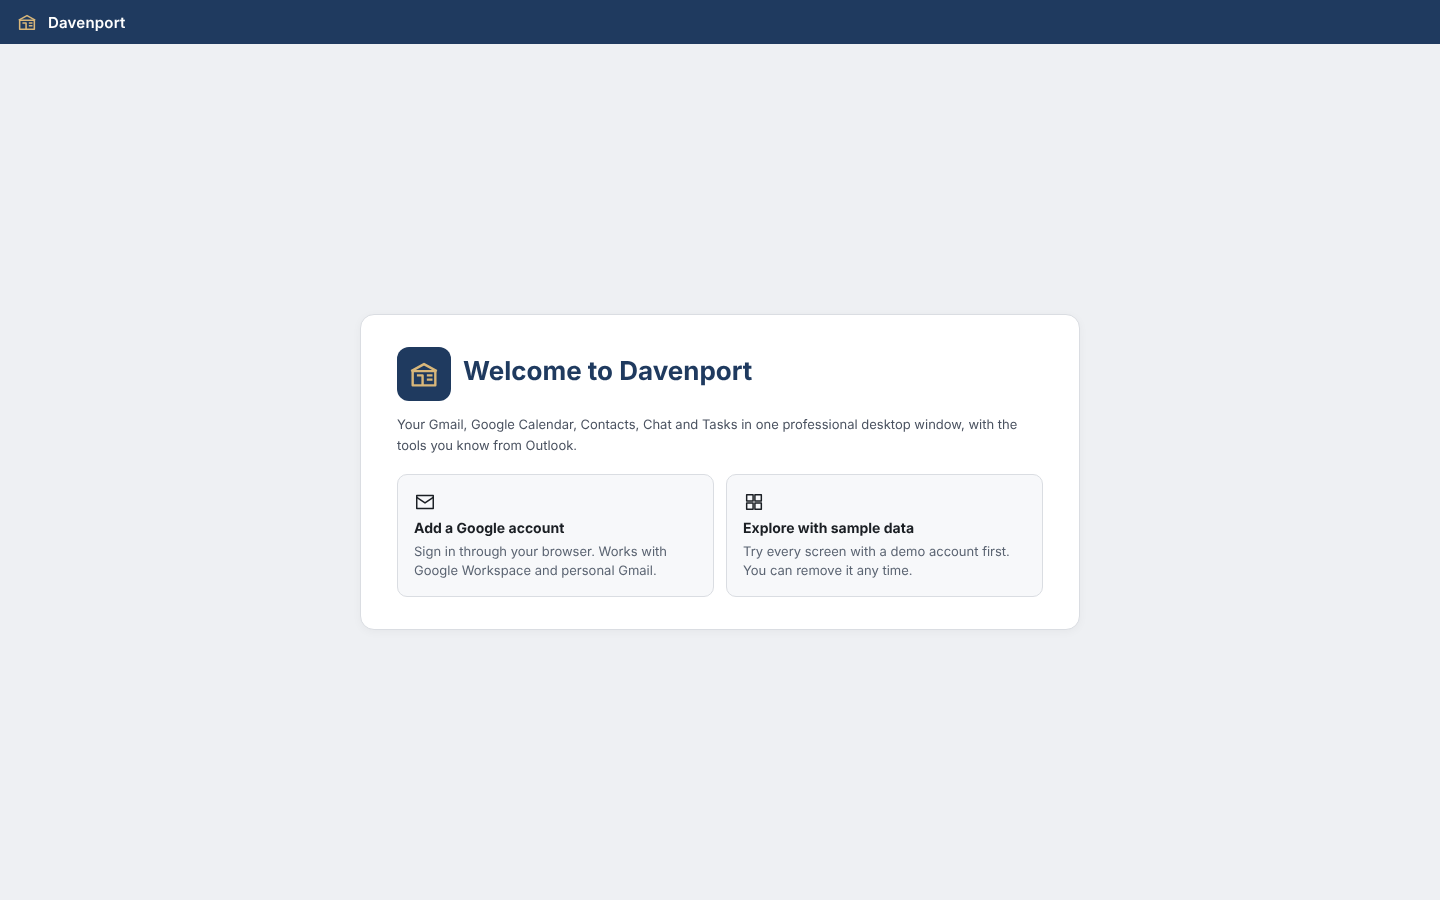 Davenport
Welcome to Davenport
Your Gmail, Google Calendar, Contacts, Chat and Tasks in one professional desktop window, with the
tools you know from Outlook.
Add a Google account
Sign in through your browser. Works with
Google Workspace and personal Gmail.
Explore with sample data
Try every screen with a demo account first.
You can remove it any time.